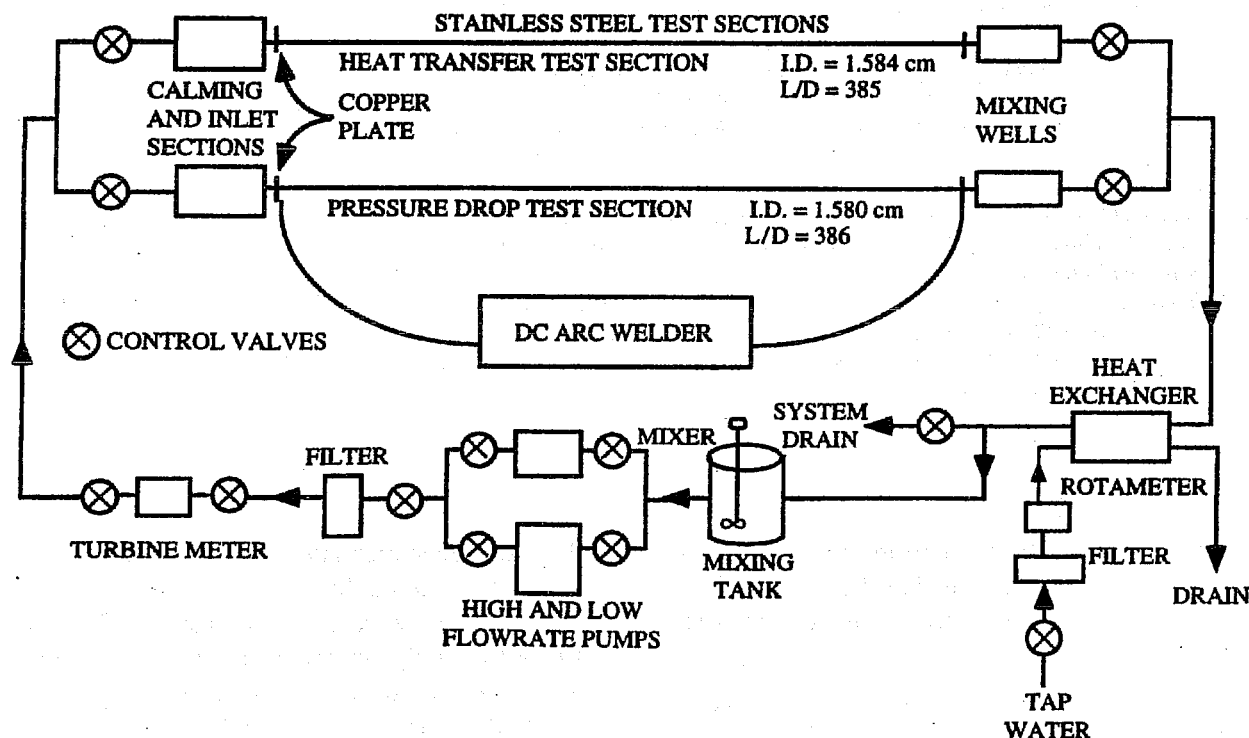 STAINLESS STEEL TEST SECTIONS
HEAT TRANSFER TEST SECTION
I.D. = 1.584 cm
L/D = 385
CALMING
AND INLET
SECTIONS
COPPER
PLATE
MIXING
WELLS
PRESSURE DROP TEST SECTION
I.D. = 1.580 cm
L/D = 386
DC ARC WELDER
CONTROL VALVES
HEAT
EXCHANGER
SYSTEM
DRAIN
MIXER
FILTER
ROTAMETER
TURBINE METER
MIXING
TANK
FILTER
DRAIN
HIGH AND LOW
FLOWRATE PUMPS
TAP
WATER